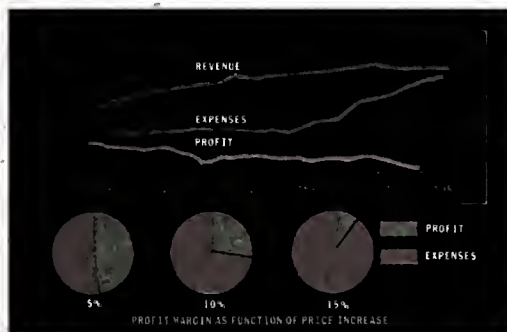 REVENUE
EXPENSES
PROFIT
PROFIT
EXPENSES
5%
10%
15%
PROFIT MARGIN AS FUNCTION OF PRICE INCREASE